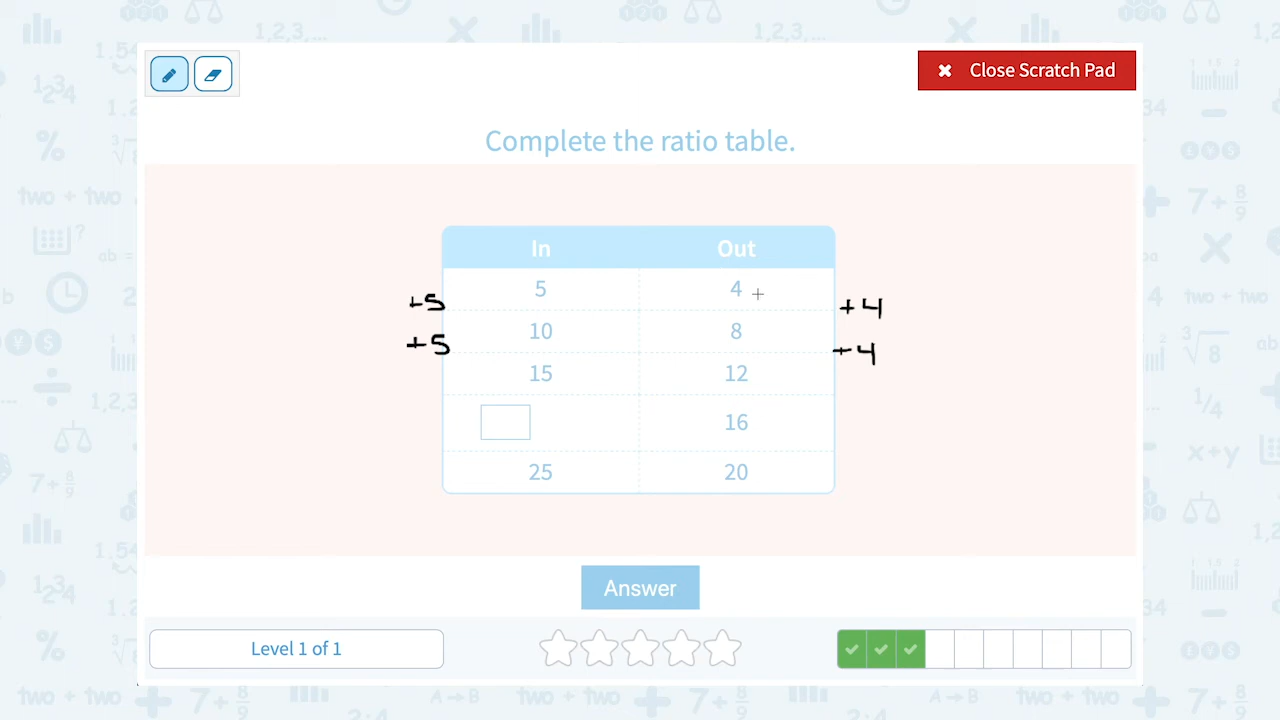 Close Scratch Pad
Complete the ratio table.
In Out
5 4
+5 +4
10 8
+5 +4
15 12
16
25 20
Answer
Level 1 of 1